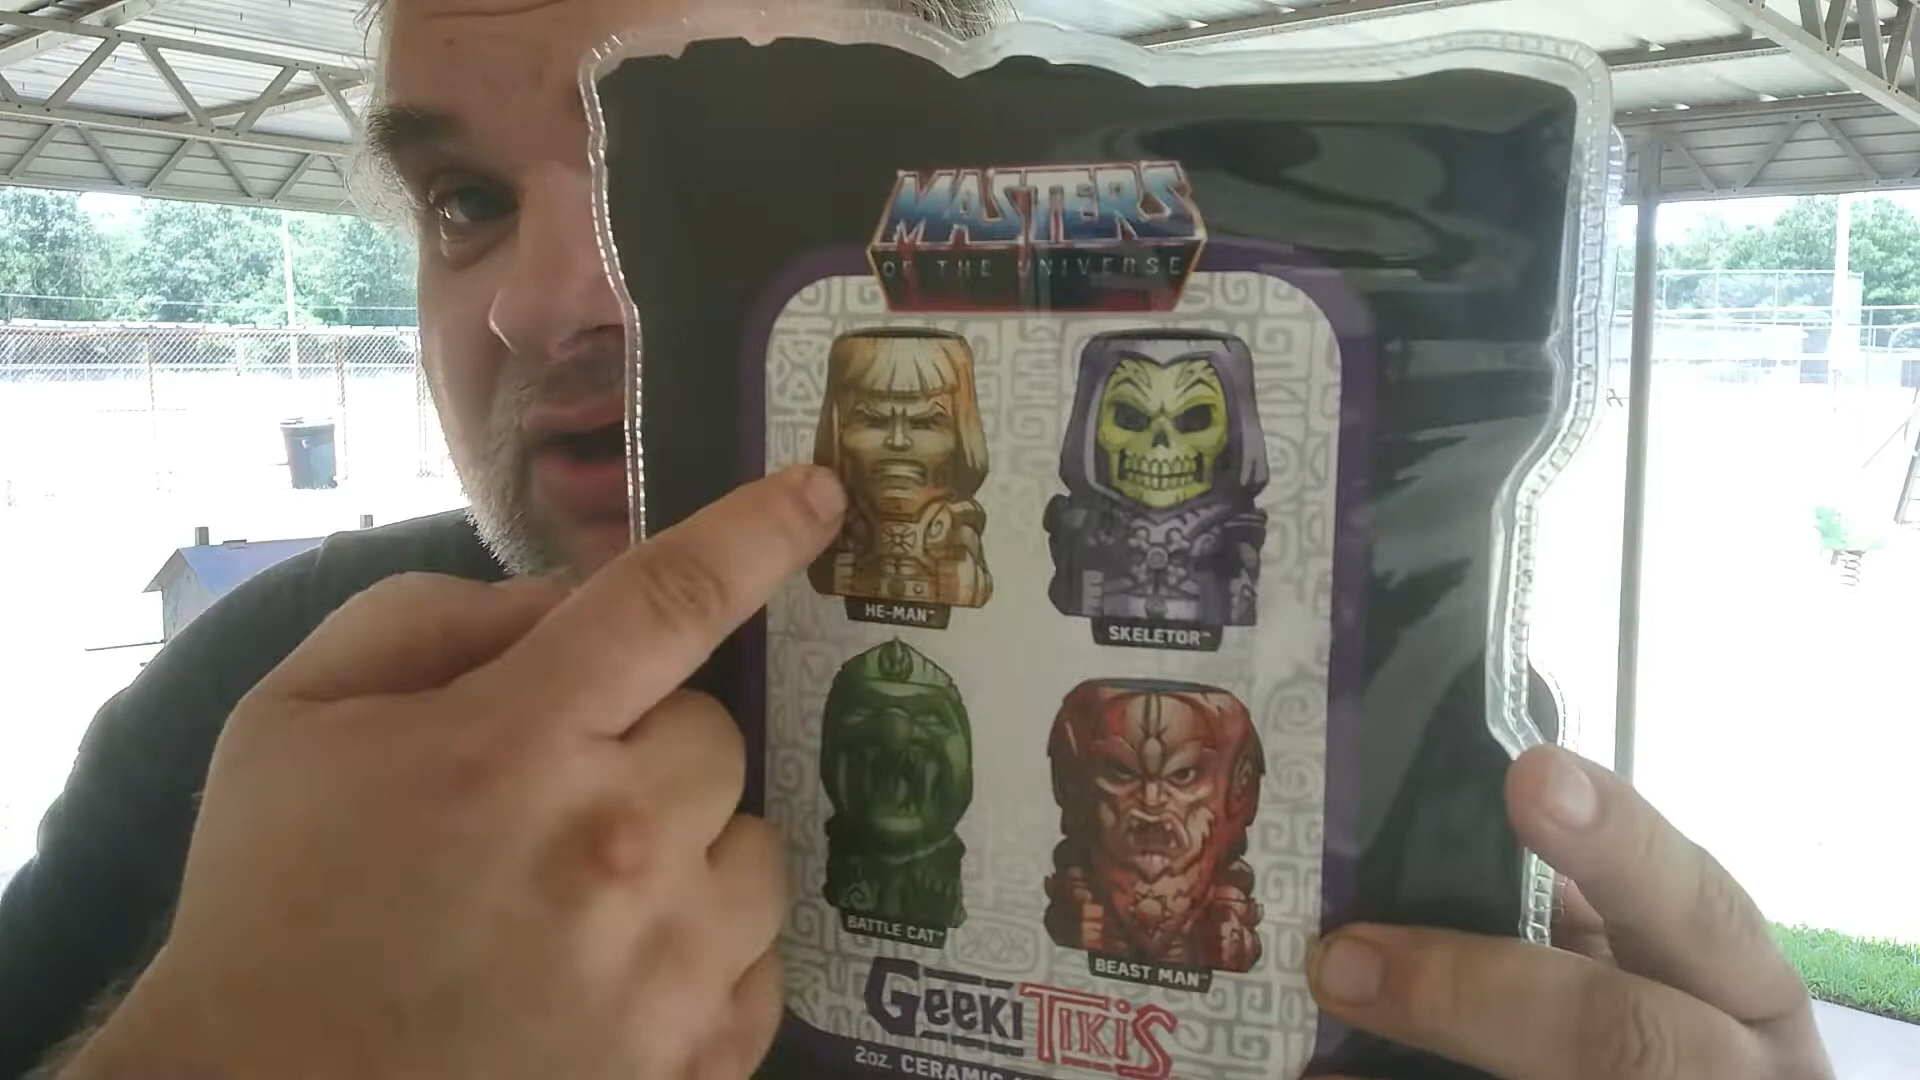 MASTERS
OF THE UNIVERSE
HE-MAN™
SKELETOR™
BATTLE CAT™
BEAST MAN™
GEEKI TIKIS
2OZ. CERAMIC